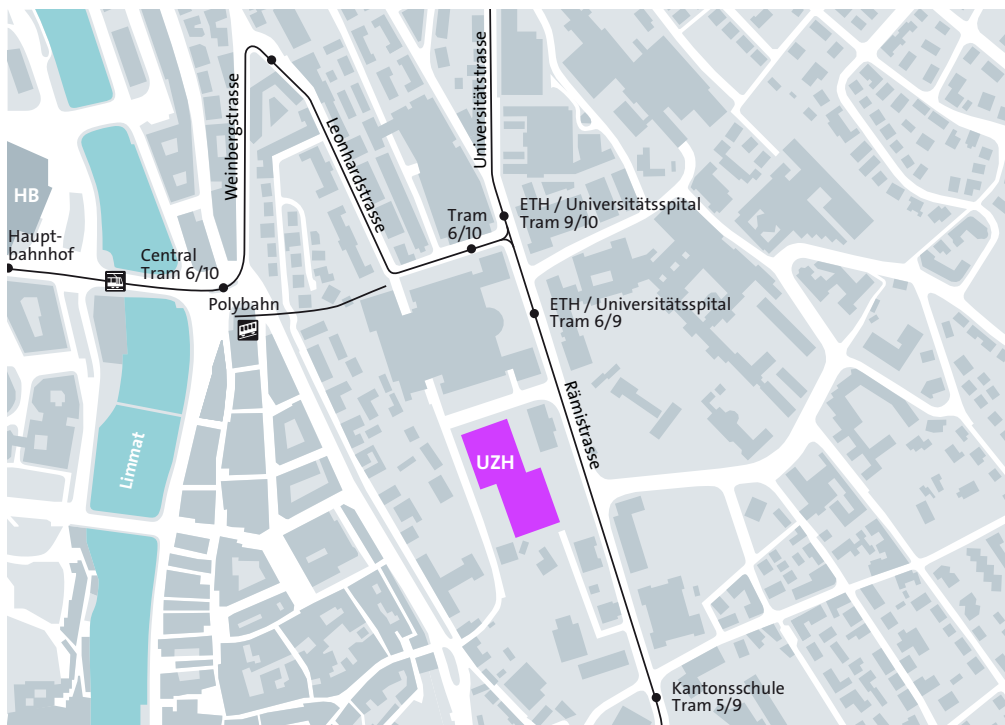 Weinbergstrasse
Leonhardstrasse
Universitätstrasse
HB
Haupt-
bahnhof
Central
Tram 6/10
Polybahn
Tram
6/10
ETH / Universitätsspital
Tram 9/10
ETH / Universitätsspital
Tram 6/9
Rämistrasse
Limmat
UZH
Kantonsschule
Tram 5/9